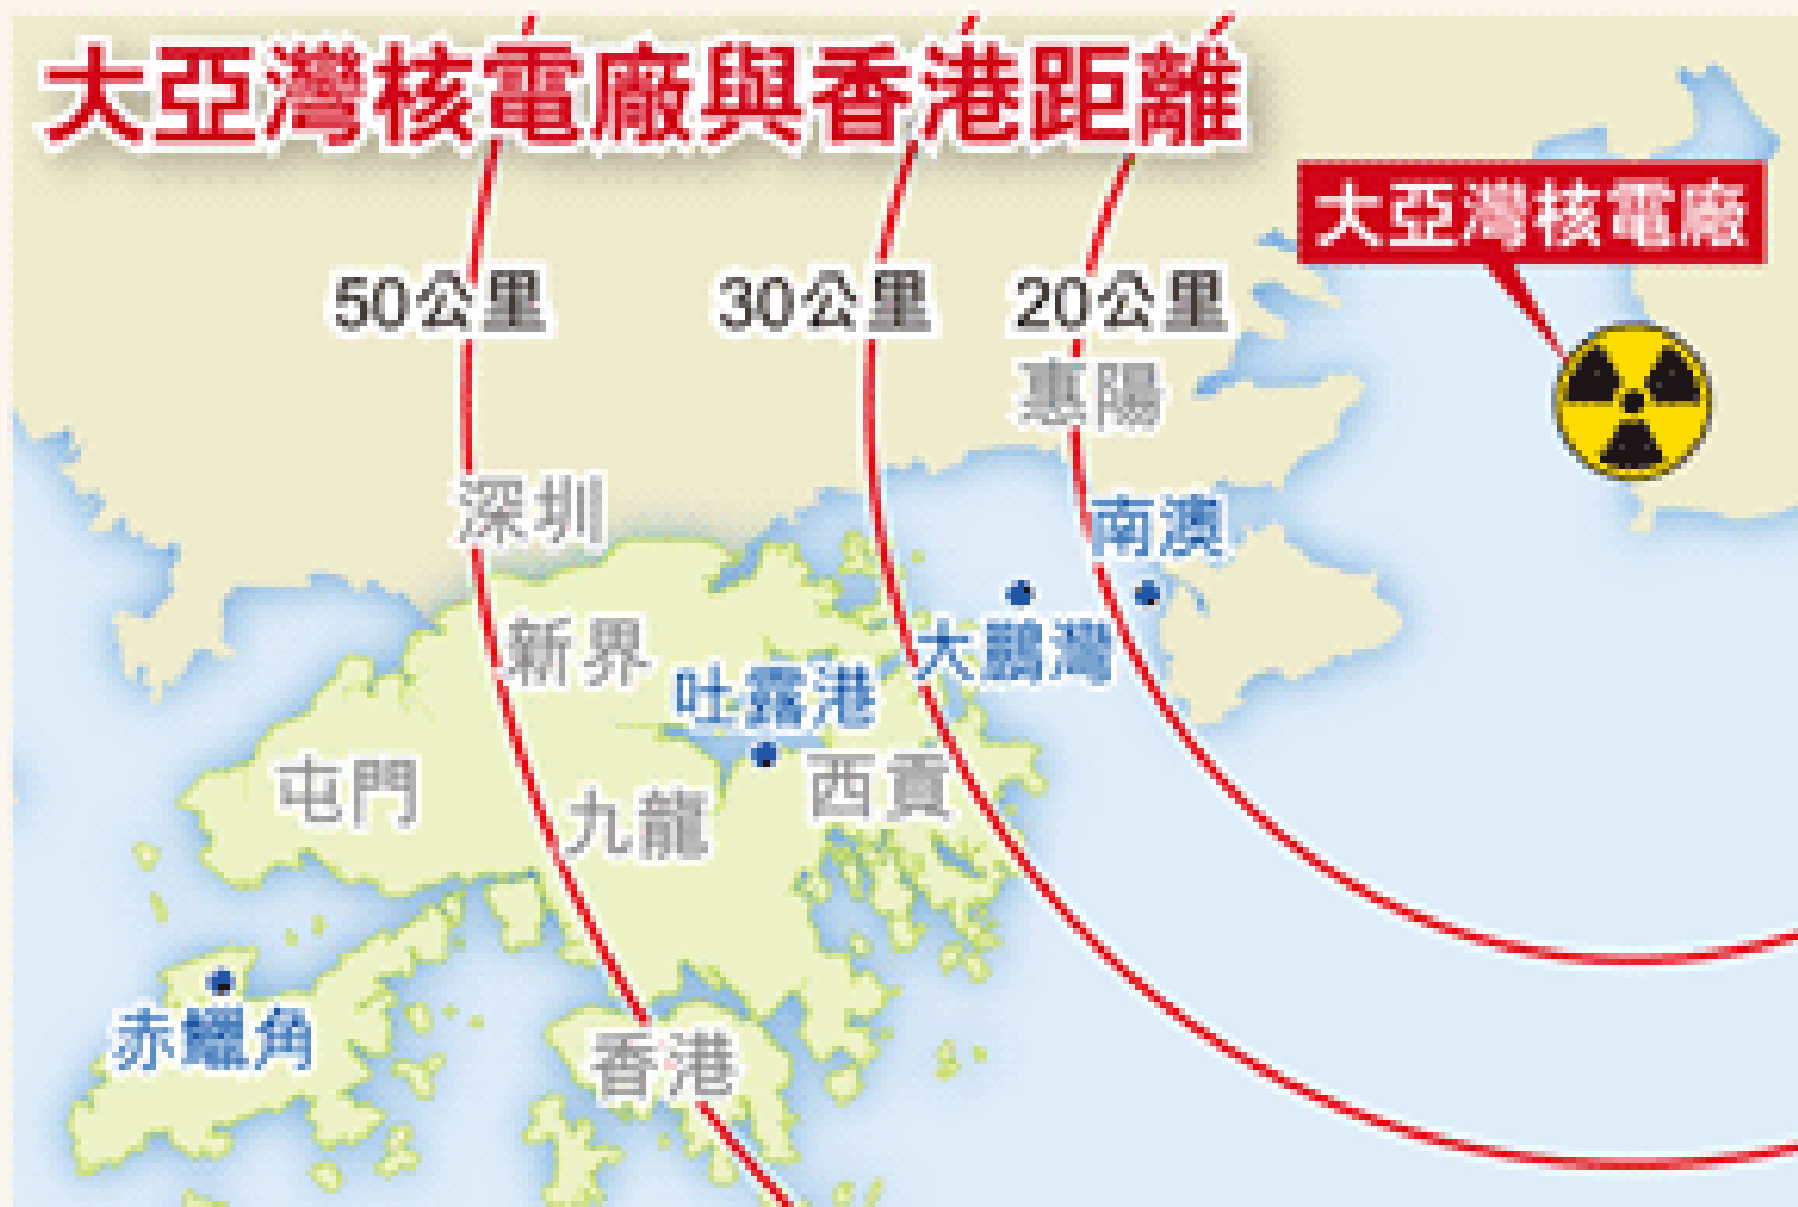 大亞灣核電廠與香港距離
大亞灣核電廠
50公里
30公里
20公里
惠陽
深圳
南澳
新界
大鵬灣
吐露港
屯門
九龍
西貢
赤鱲角
香港